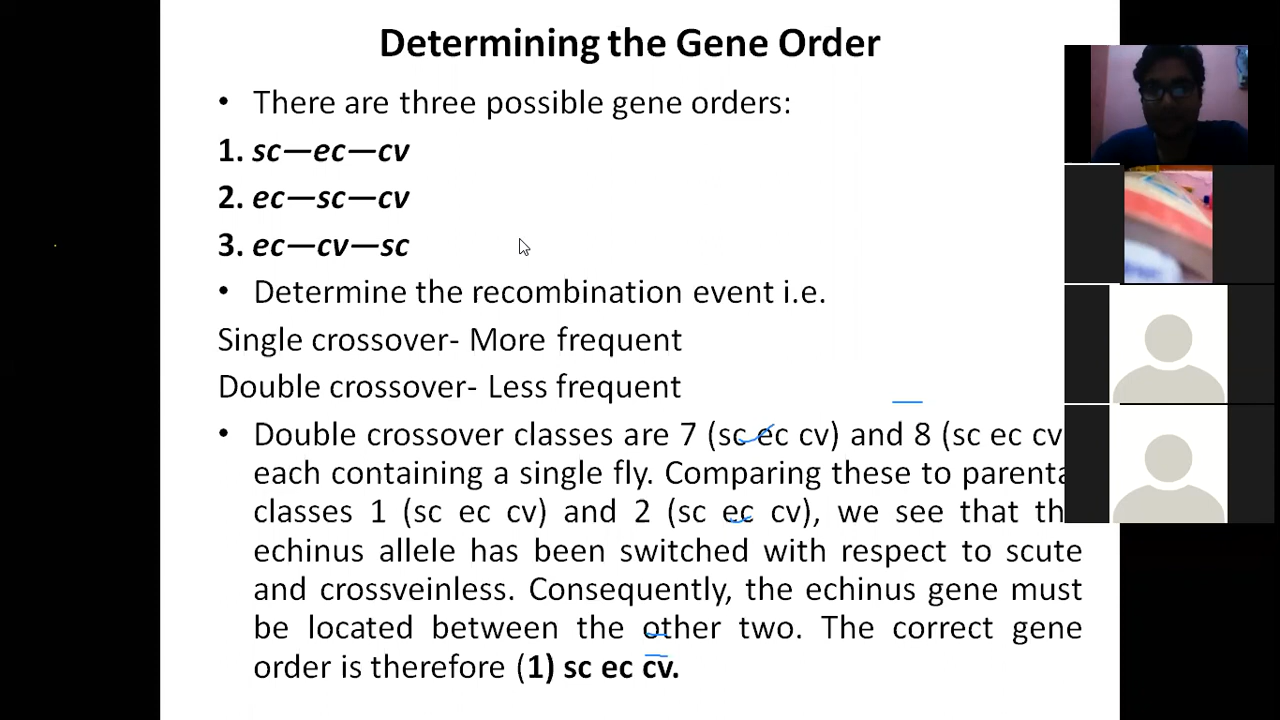 Determining the Gene Order
• There are three possible gene orders:
1. sc—ec—cv
2. ec—sc—cv
3. ec—cv—sc
• Determine the recombination event i.e.
Single crossover- More frequent
Double crossover- Less frequent
• Double crossover classes are 7 (sc ec cv) and 8 (sc ec cv
each containing a single fly. Comparing these to parenta
classes 1 (sc ec cv) and 2 (sc ec cv), we see that th
echinus allele has been switched with respect to scute
and crossveinless. Consequently, the echinus gene must
be located between the other two. The correct gene
order is therefore (1) sc ec cv.